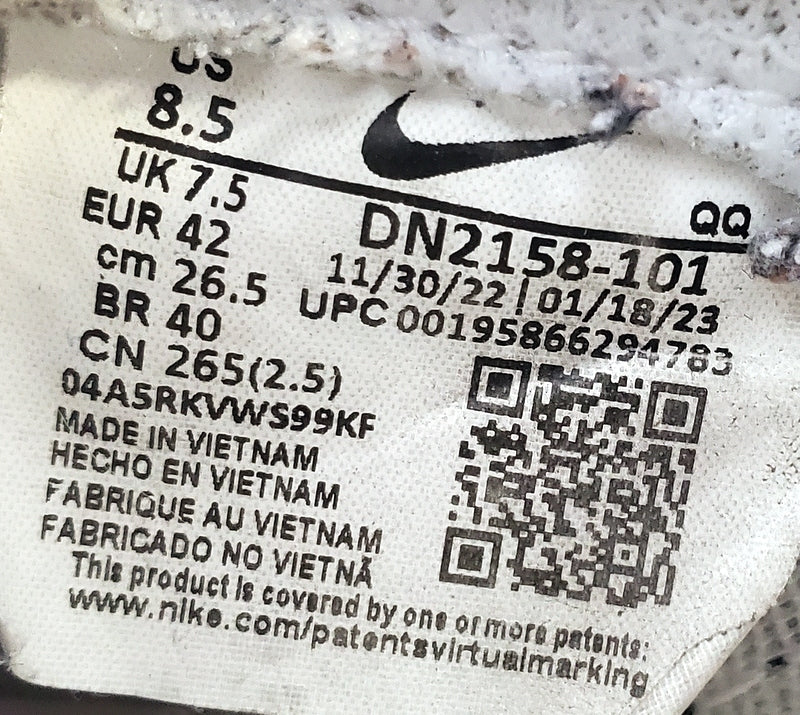 US
8.5
UK 7.5
EUR 42
cm 26.5
BR 40
CN 265(2.5)
04A5RKVWS99KF
QQ
DN2158-101
11/30/22 | 01/18/23
UPC 00195866294783
MADE IN VIETNAM
HECHO EN VIETNAM
FABRIQUE AU VIETNAM
FABRICADO NO VIETNÃ
This product is covered by one or more patents:
www.nike.com/patentsvirtualmarking